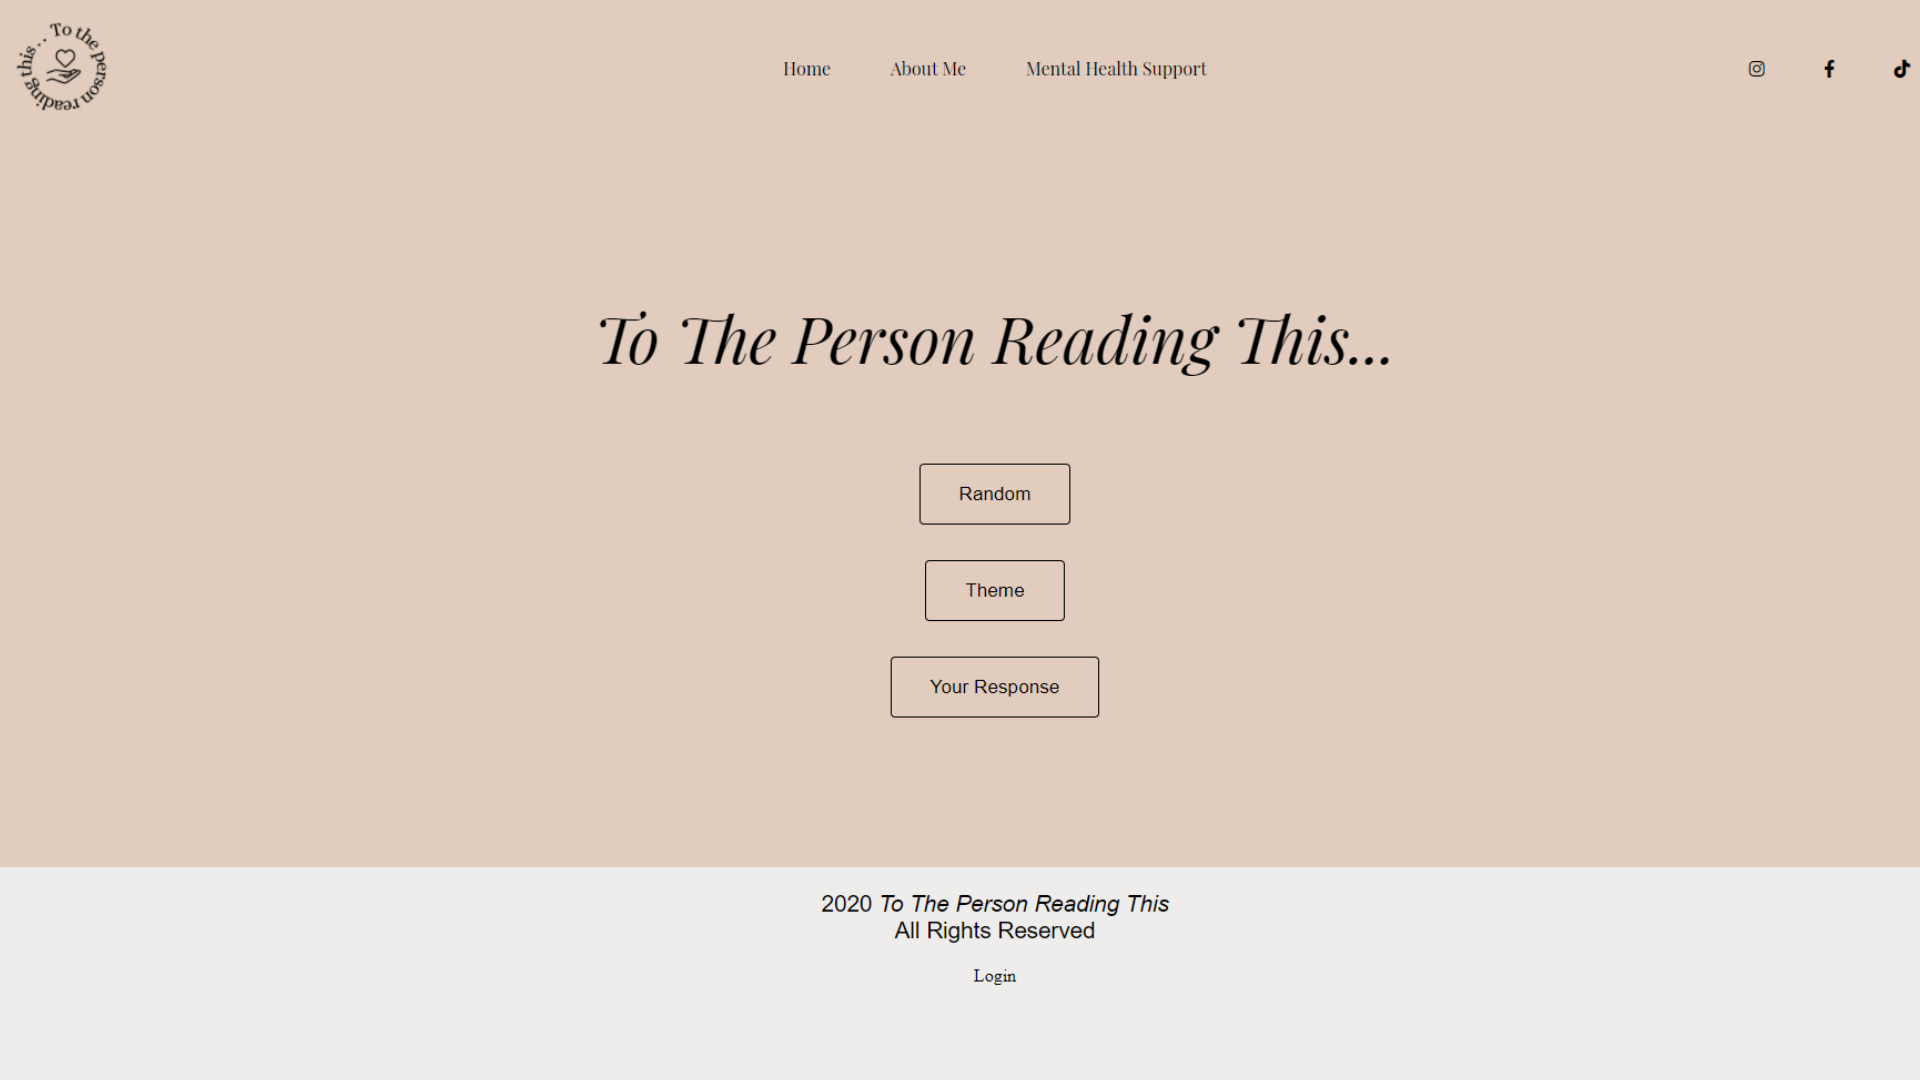 To the person reading this...
Home
About Me
Mental Health Support
To The Person Reading This...
Random
Theme
Your Response
2020 To The Person Reading This
All Rights Reserved
Login